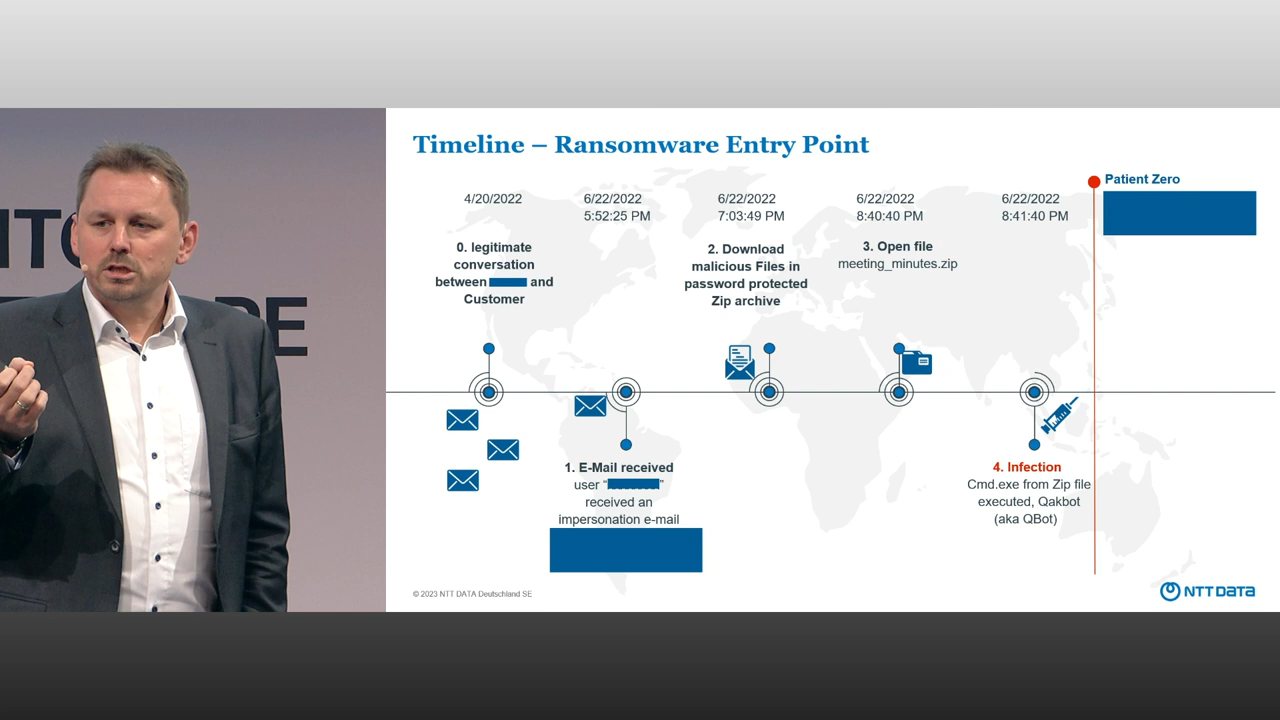 Timeline – Ransomware Entry Point
4/20/2022
0. legitimate
conversation
between and
Customer
6/22/2022
5:52:25 PM
1. E-Mail received
user “ ”
received an
impersonation e-mail
6/22/2022
7:03:49 PM
2. Download
malicious Files in
password protected
Zip archive
6/22/2022
8:40:40 PM
3. Open file
meeting_minutes.zip
6/22/2022
8:41:40 PM
4. Infection
Cmd.exe from Zip file
executed, Qakbot
(aka QBot)
Patient Zero
© 2023 NTT DATA Deutschland SE
NTT DATA